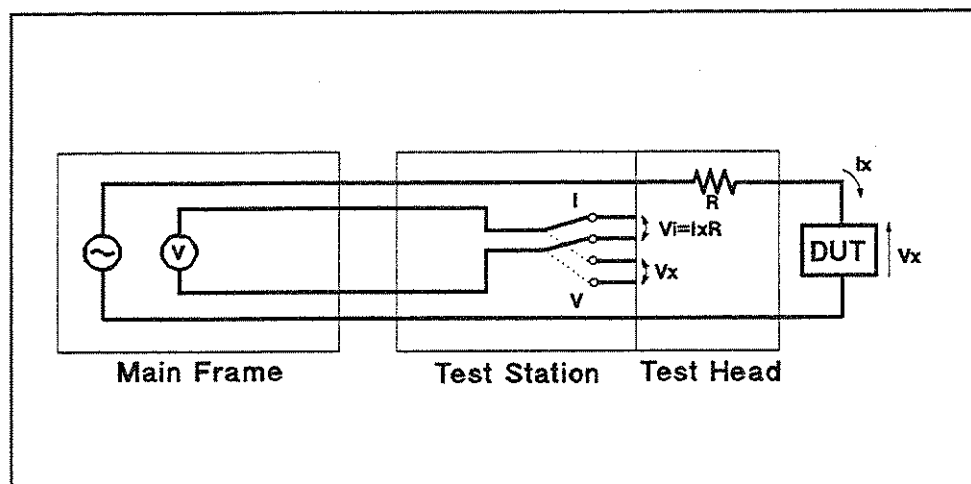 Ix
R
I
Vi=IxR
V
DUT
Vx
Vx
V
Main Frame
Test Station
Test Head